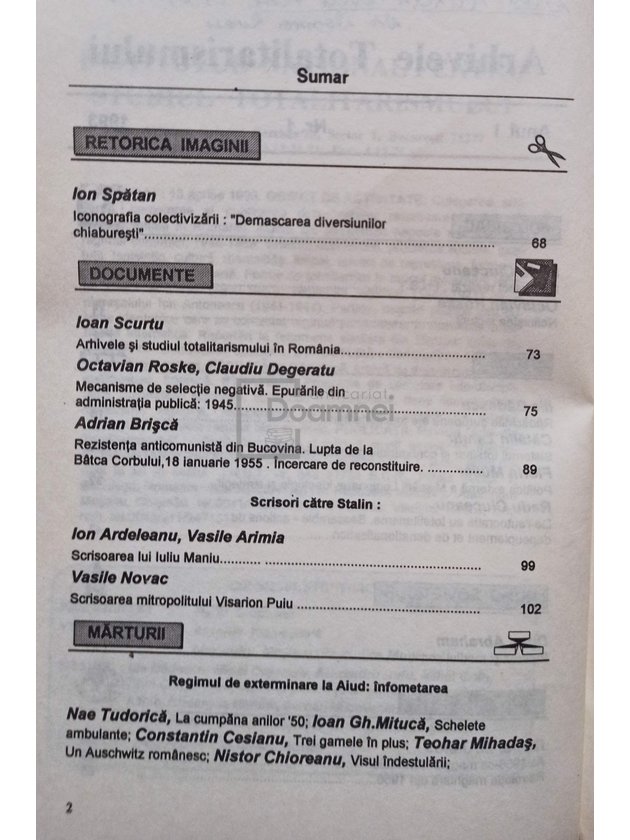 Sumar
RETORICA IMAGINII
Ion Spătan
Iconografia colectivizării : "Demascarea diversiunilor
chiaburești"........................................................................ 68
DOCUMENTE
Ioan Scurtu
Arhivele și studiul totalitarismului în România.............................. 73
Octavian Roske, Claudiu Degeratu
Mecanisme de selecție negativă. Epurările din
administrația publică: 1945.................................................... 75
Adrian Brișcă
Rezistența anticomunistă din Bucovina. Lupta de la
Bâtca Corbului,18 ianuarie 1955 . Incercare de reconstituire. .............. 89
Scrisori către Stalin :
Ion Ardeleanu, Vasile Arimia
Scrisoarea lui Iuliu Maniu.......... .............................................. 99
Vasile Novac
Scrisoarea mitropolitului Visarion Puiu ........................................ 102
MĂRTURII
Regimul de exterminare la Aiud: înfometarea
Nae Tudorică, La cumpăna anilor '50; Ioan Gh.Mitucă, Schelete
ambulante; Constantin Cesianu, Trei gamele în plus; Teohar Mihadaș,
Un Auschwitz românesc; Nistor Chioreanu, Visul îndestulării;
2
Doamnei